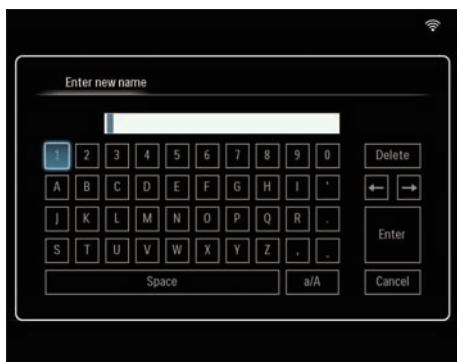 Enter new name
1 2 3 4 5 6 7 8 9 0 Delete
A B C D E F G H I ' ← →
J K L M N O P Q R .
Enter
S T U V W X Y Z , _
Space a/A Cancel